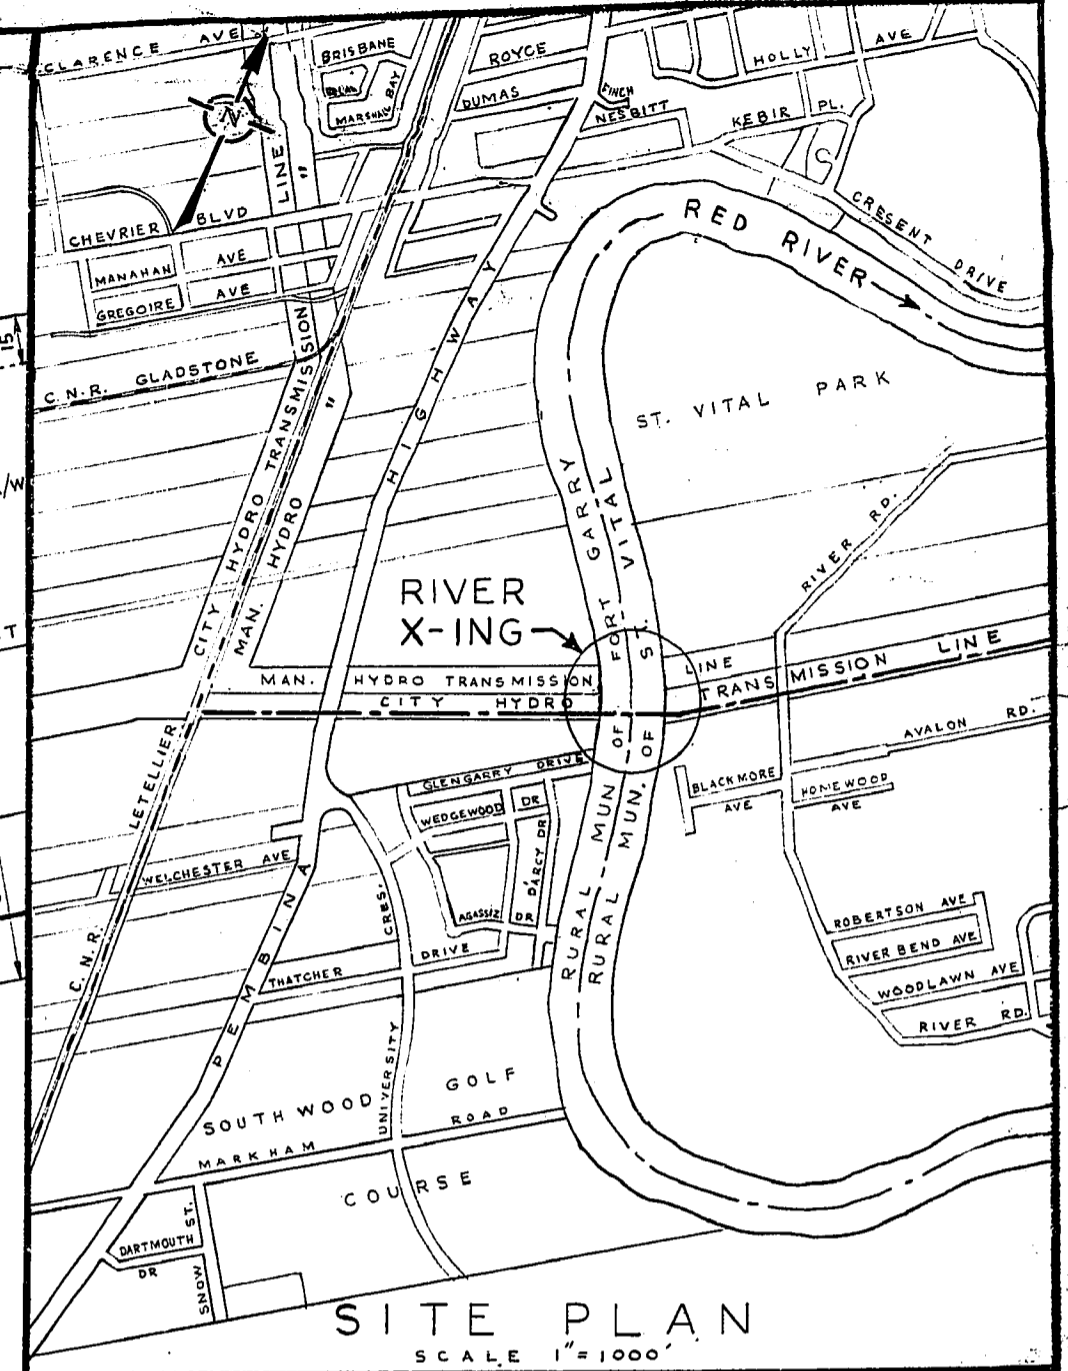 CLARENCE AVE
N
BRISBANE
MARSHALL BAY
ROYCE
DUMAS
FINCH
NESBITT
HOLLY AVE
KEBIR PL.
CRESENT DRIVE
LINE "
CHEVRIER BLVD
MANAHAN AVE
GREGOIRE AVE
C.N.R. GLADSTONE
15'
/W
T
CITY HYDRO TRANSMISSION
MAN. HYDRO "
PEMBINA HIGHWAY
RED RIVER
ST. VITAL PARK
RIVER RD.
RIVER
X-ING
MAN. HYDRO TRANSMISSION LINE
CITY HYDRO TRANSMISSION LINE
RURAL MUN. OF FORT GARRY
RURAL MUN. OF ST. VITAL
C.N.R. LETELLIER
GLENGARRY DRIVE
WEDGEWOOD DR
D'ARCY DR
AGASSIZ DR
WELCHESTER AVE
THATCHER DRIVE
UNIVERSITY CRES.
BLACKMORE AVE
HOMEWOOD AVE
AVALON RD.
ROBERTSON AVE
RIVER BEND AVE
WOODLAWN AVE
RIVER RD.
SOUTHWOOD GOLF
COURSE
MARKHAM ROAD
DARTMOUTH DR
SNOW ST.
SITE PLAN
SCALE 1"=1000'